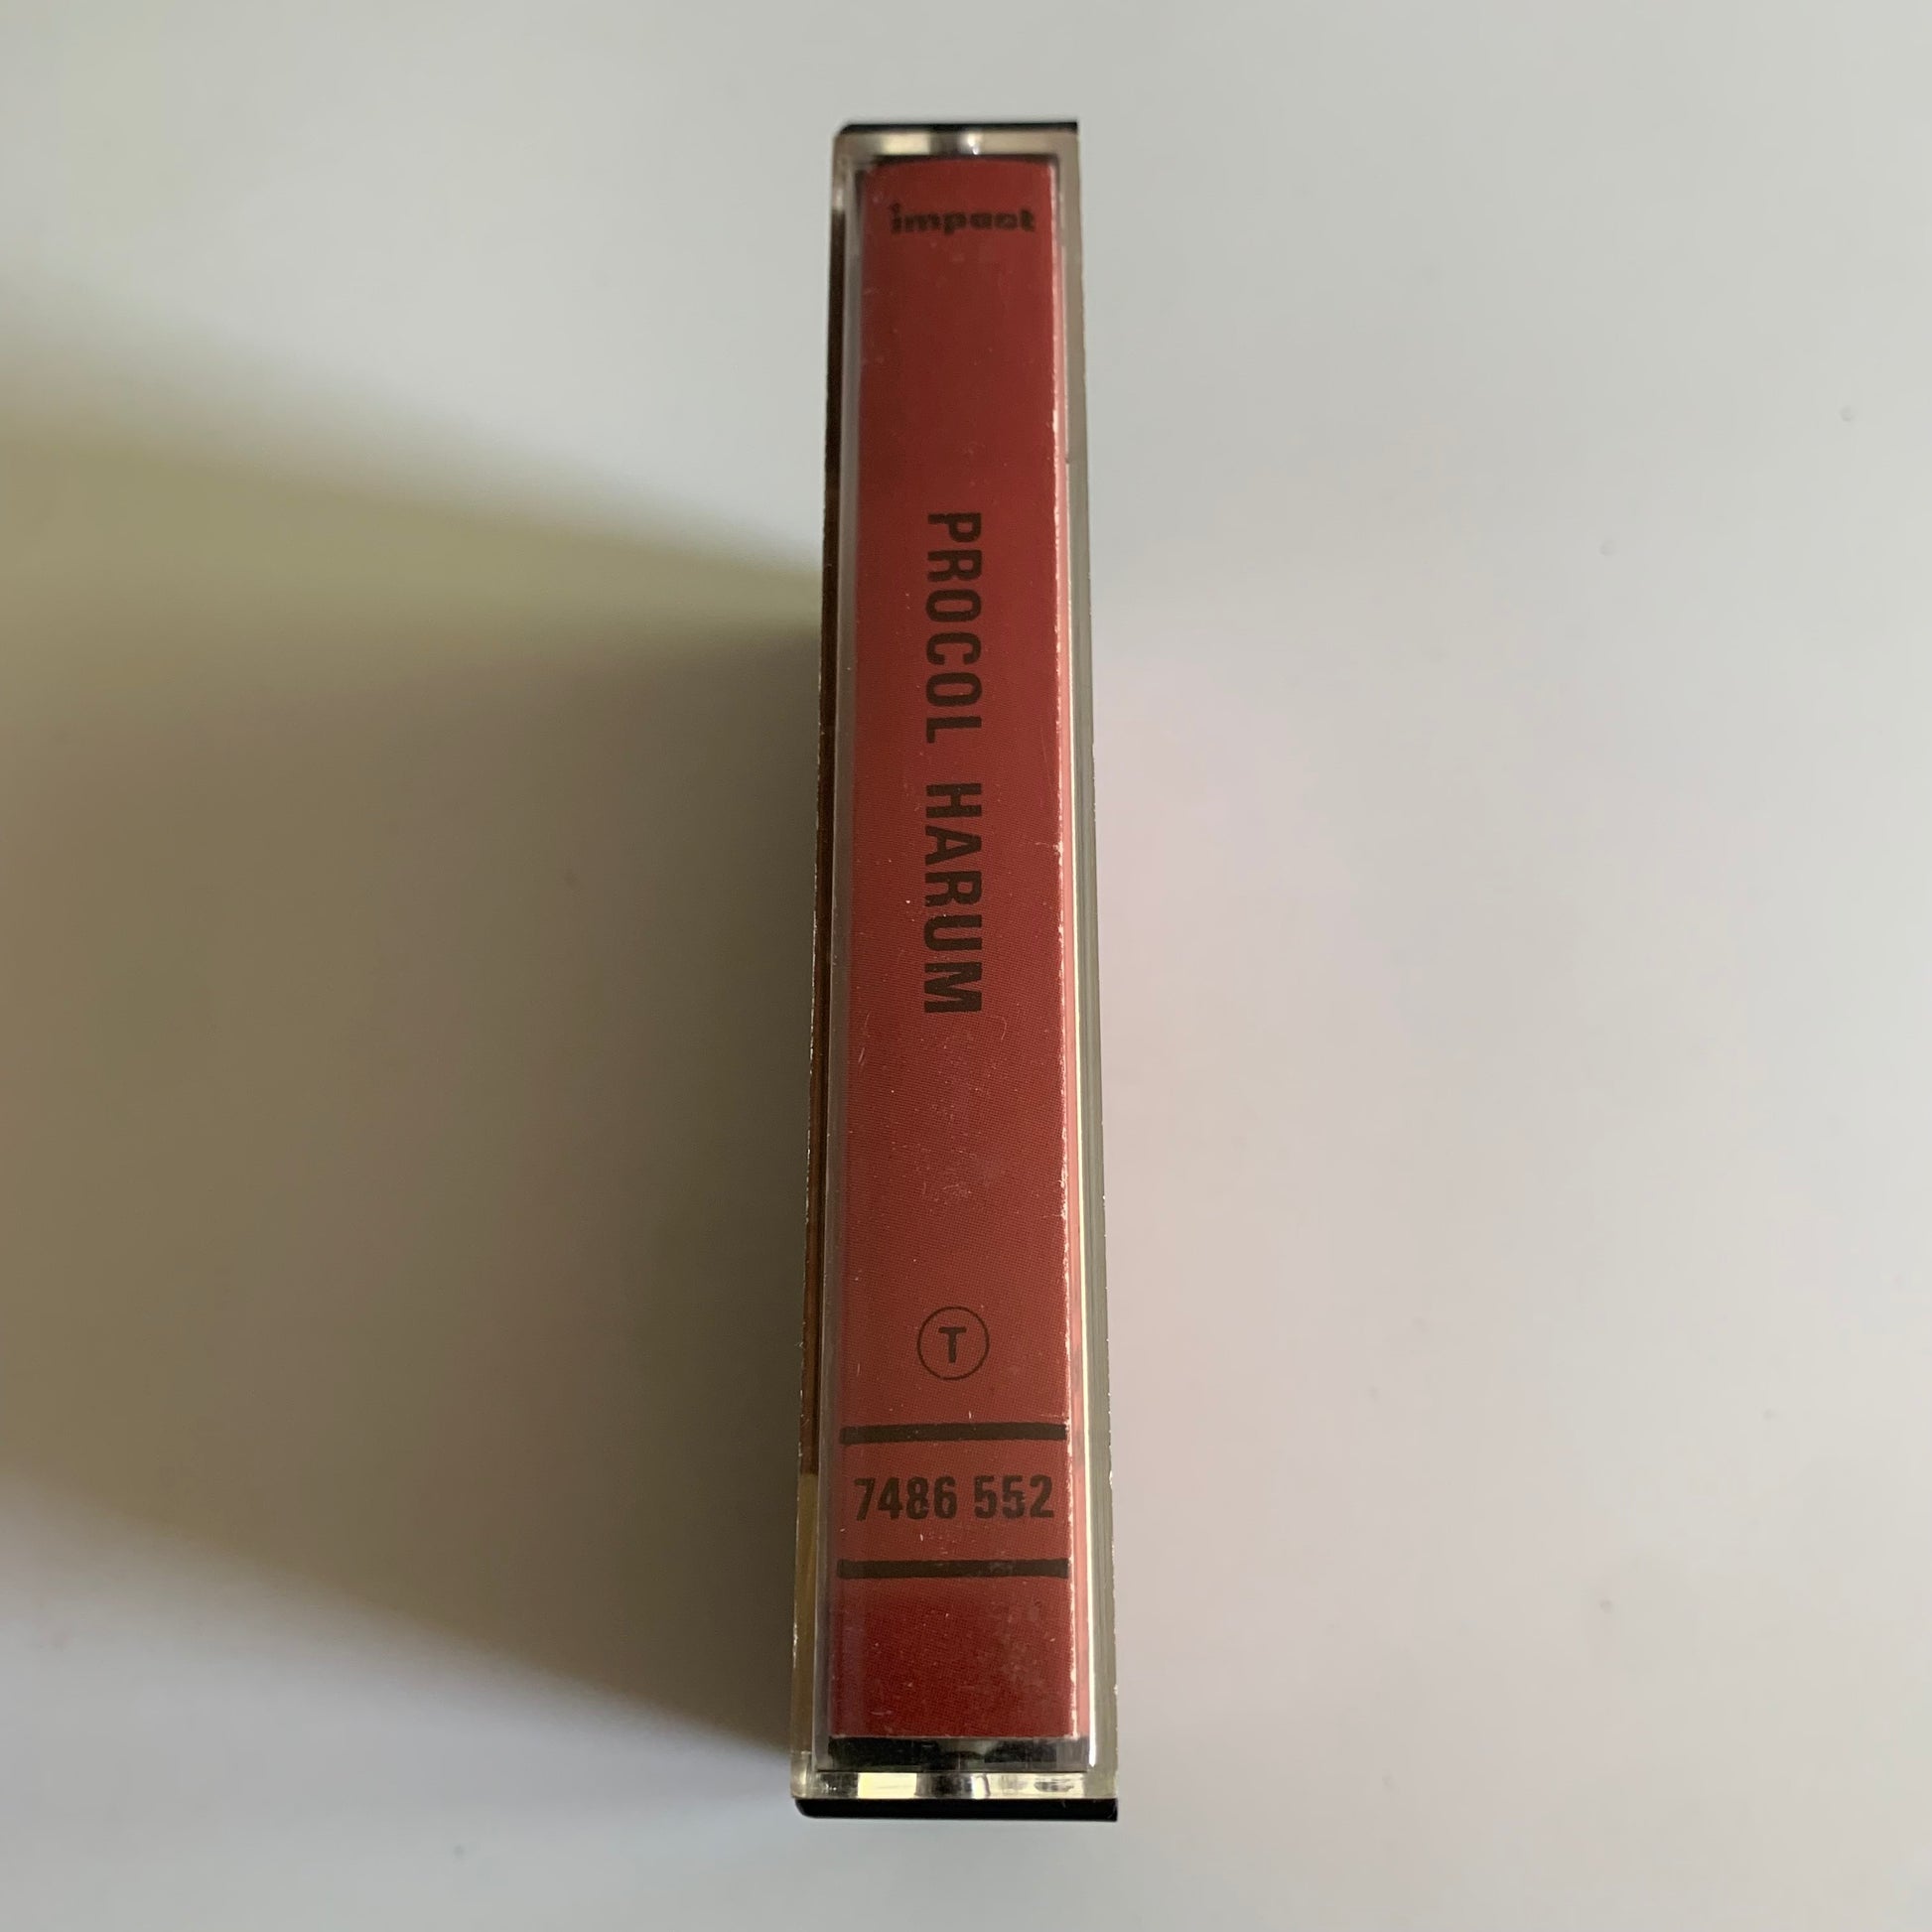 impact
PROCOL HARUM
T
7486 552